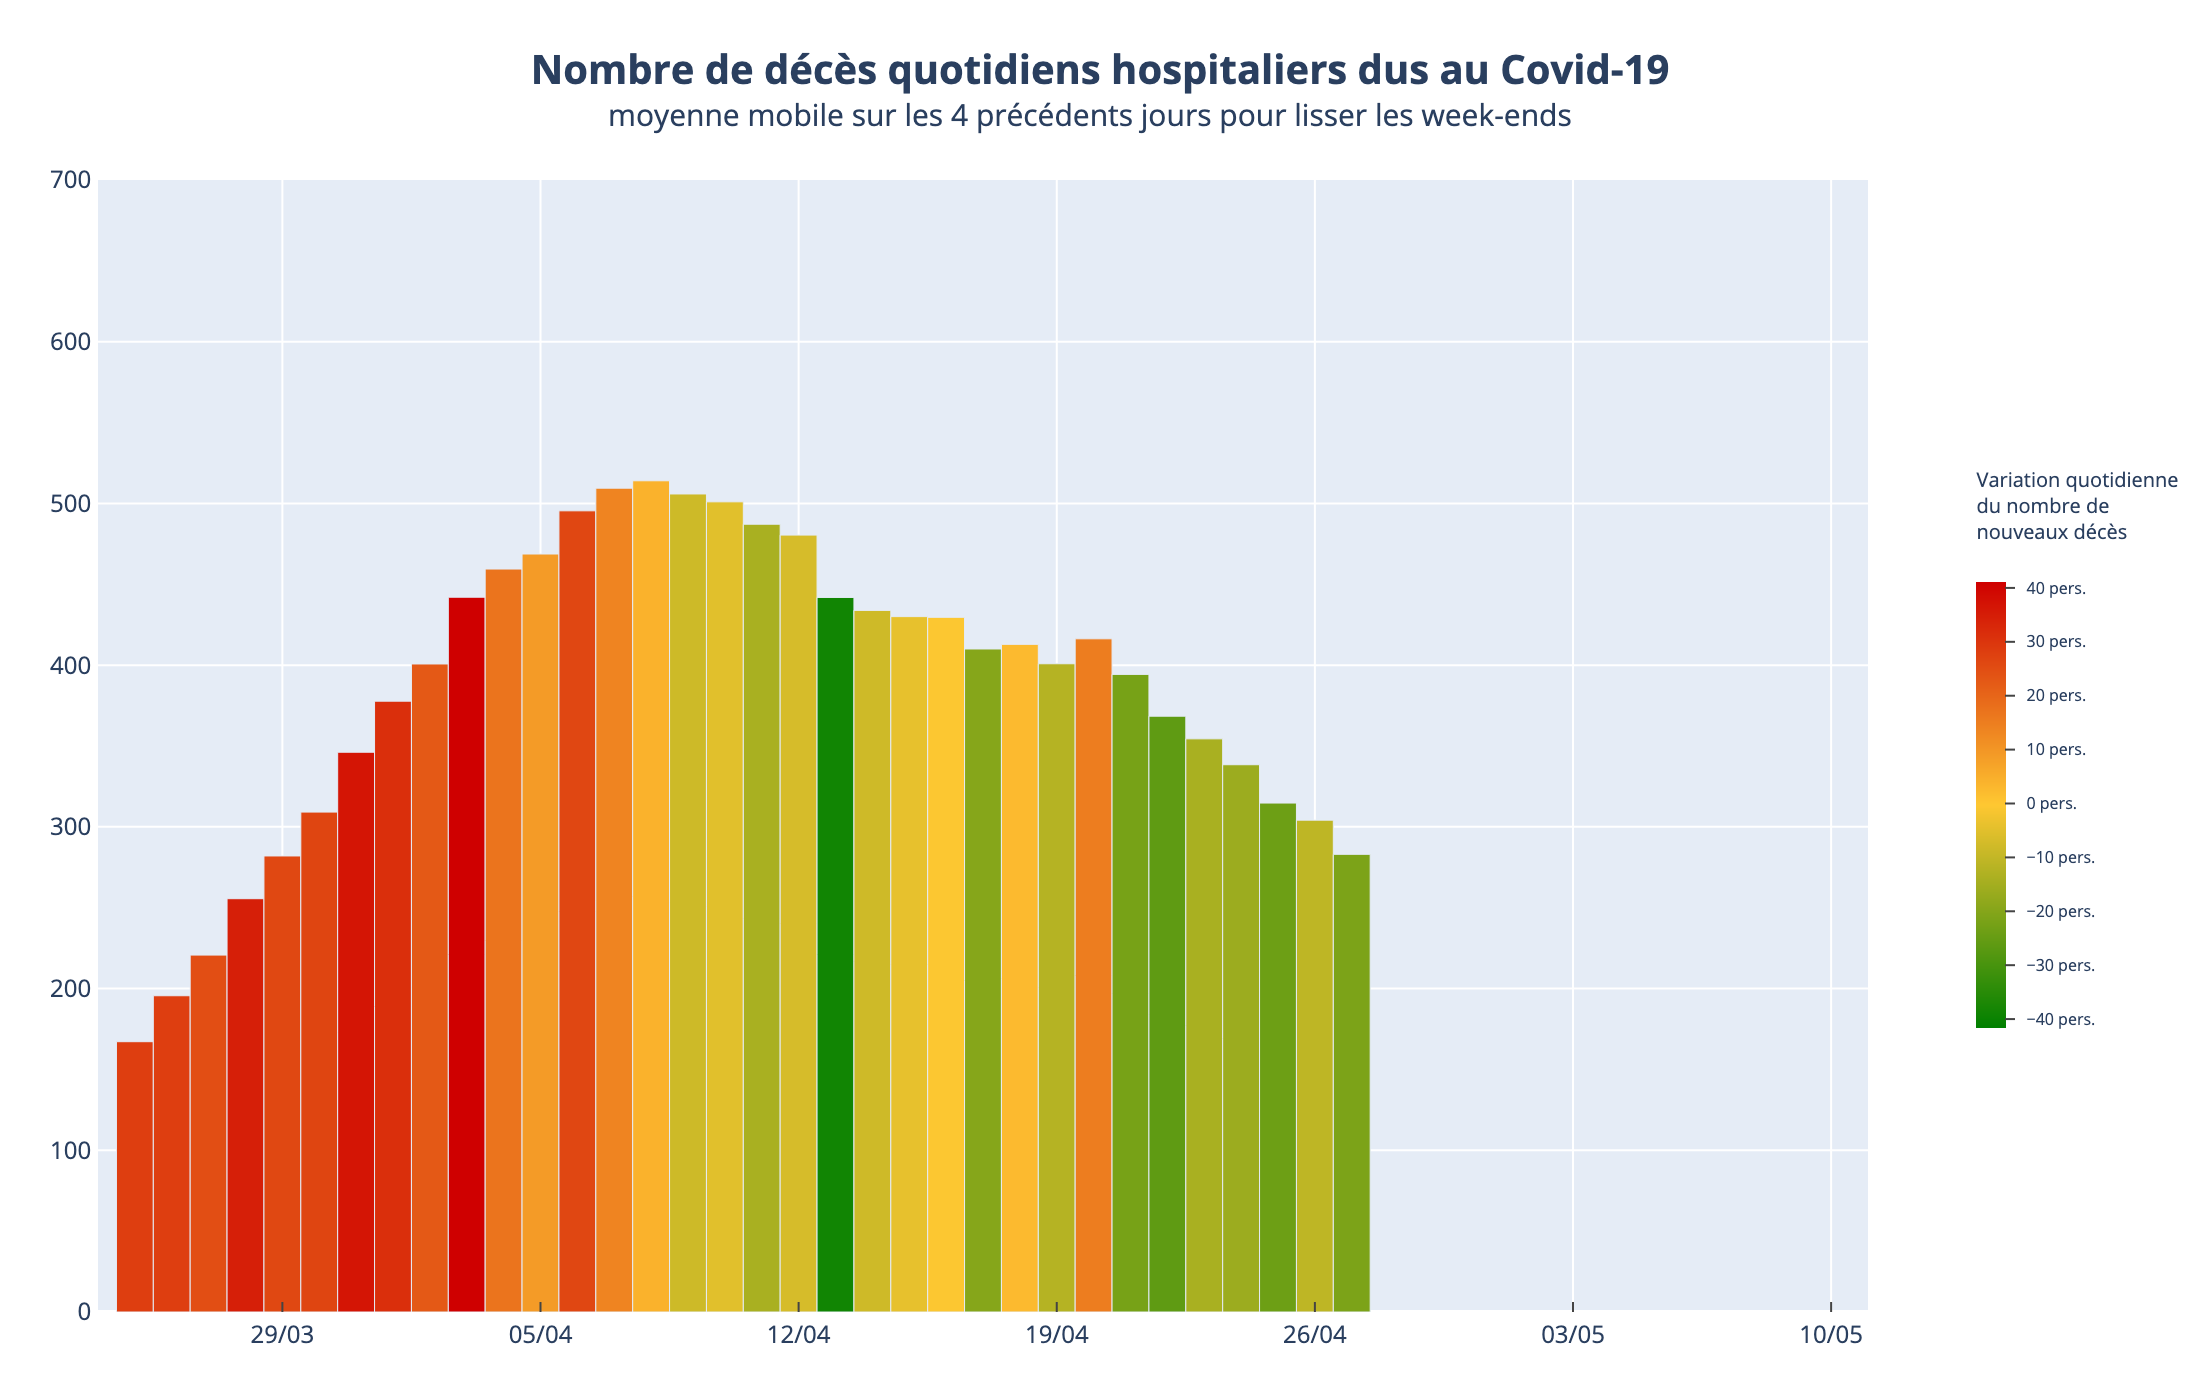 Nombre de décès quotidiens hospitaliers dus au Covid-19
moyenne mobile sur les 4 précédents jours pour lisser les week-ends
700
600
500
400
300
200
100
0
29/03
05/04
12/04
19/04
26/04
03/05
10/05
Variation quotidienne
du nombre de
nouveaux décès
40 pers.
30 pers.
20 pers.
10 pers.
0 pers.
−10 pers.
−20 pers.
−30 pers.
−40 pers.